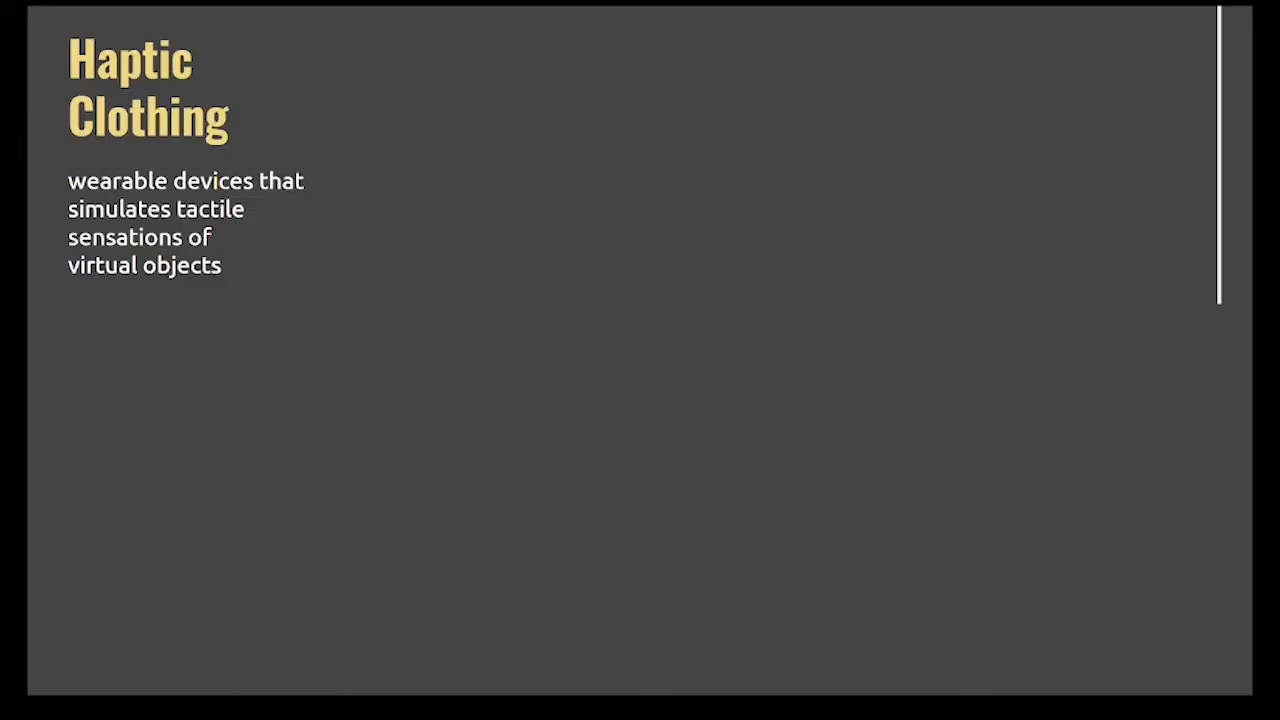 Haptic
Clothing
wearable devices that
simulates tactile
sensations of
virtual objects